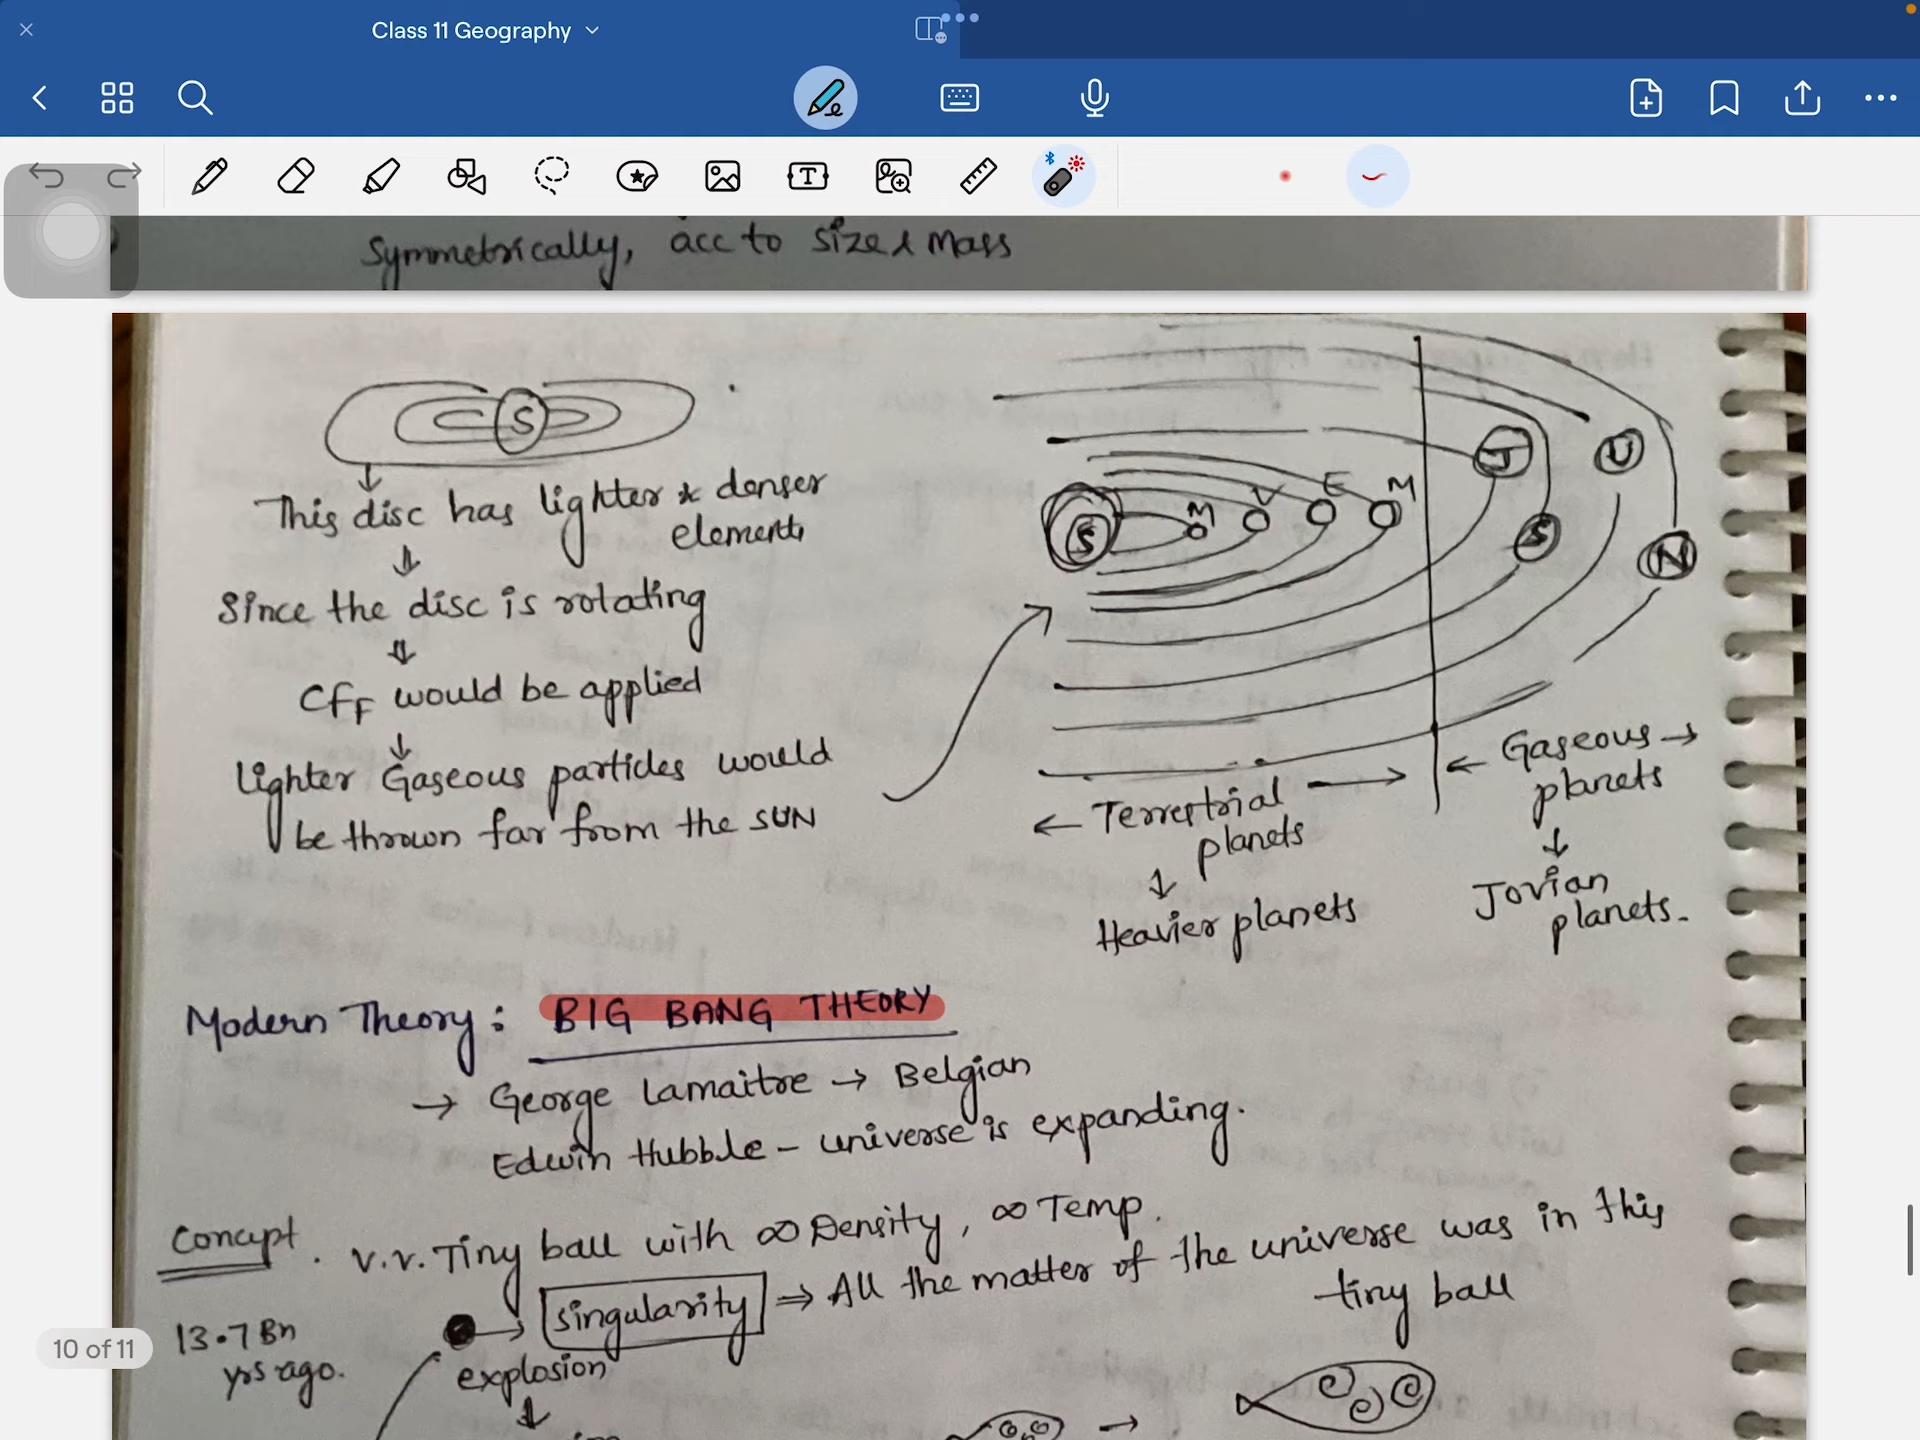 Class 11 Geography
Symmetrically, acc to size & Mass
S
This disc has lighter & denser
elements
Since the disc is rotating
CfF would be applied
Lighter Gaseous particles would
be thrown far from the SUN
S M V E M J S U N
← Terrestrial →
planets
↓
Heavier planets
← Gaseous →
planets
↓
Jovian
planets.
Modern Theory: BIG BANG THEORY
→ George Lamaitre → Belgian
Edwin Hubble - universe is expanding.
Concept. V.V. Tiny ball with ∞ Density, ∞ Temp.
singularity ⇒ All the matter of the universe was in this
tiny ball
13.7 Bn
yrs ago.
explosion
10 of 11